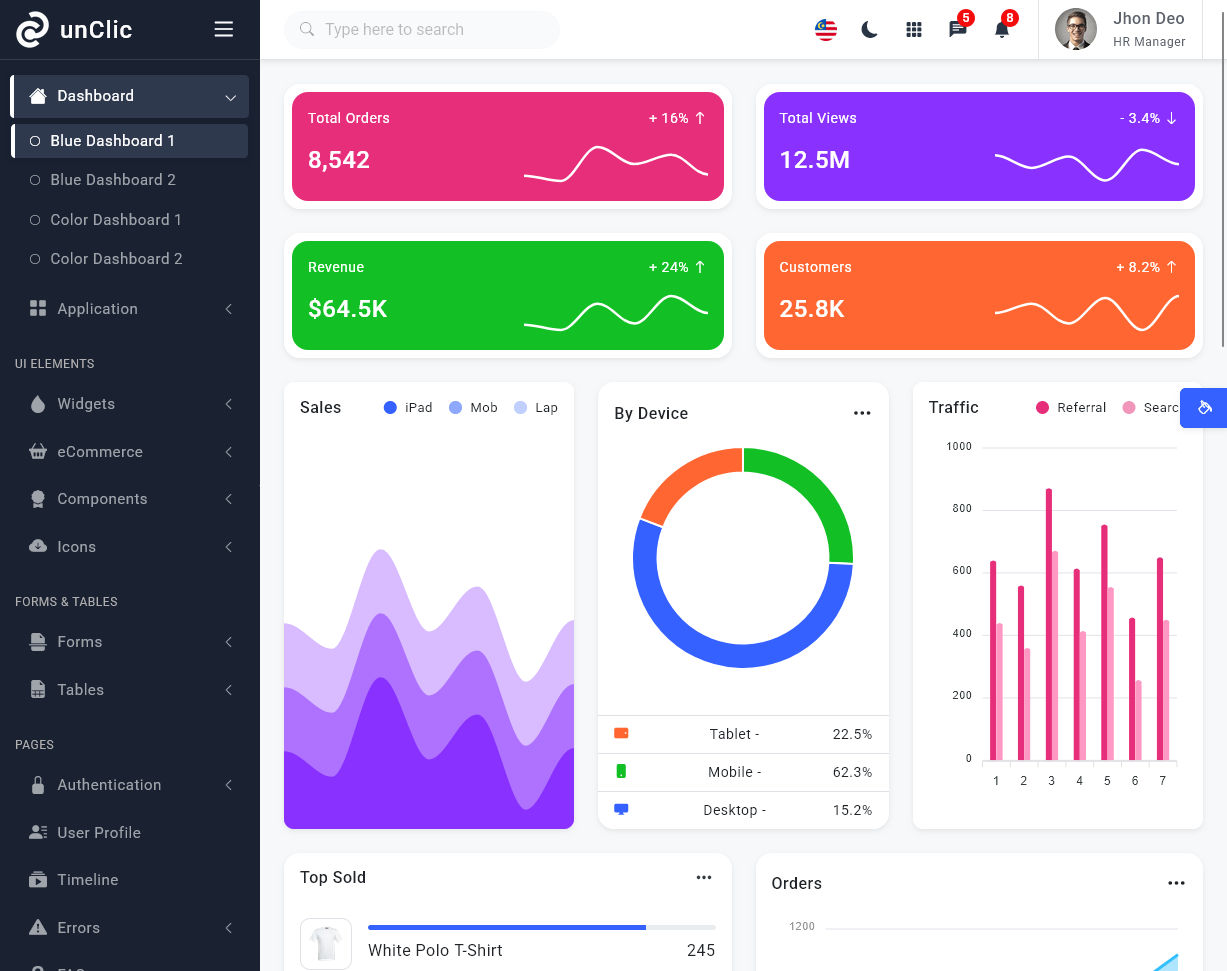 unClic
Type here to search
5
8
Jhon Deo
HR Manager
Dashboard
Blue Dashboard 1
Blue Dashboard 2
Color Dashboard 1
Color Dashboard 2
Application
UI ELEMENTS
Widgets
eCommerce
Components
Icons
FORMS & TABLES
Forms
Tables
PAGES
Authentication
User Profile
Timeline
Errors
Total Orders
+ 16%
8,542
Total Views
- 3.4%
12.5M
Revenue
+ 24%
$64.5K
Customers
+ 8.2%
25.8K
Sales
iPad Mob Lap
By Device
Tablet - 22.5%
Mobile - 62.3%
Desktop - 15.2%
Traffic
Referral Searc
1000
800
600
400
200
0
1 2 3 4 5 6 7
Top Sold
White Polo T-Shirt 245
Orders
1200